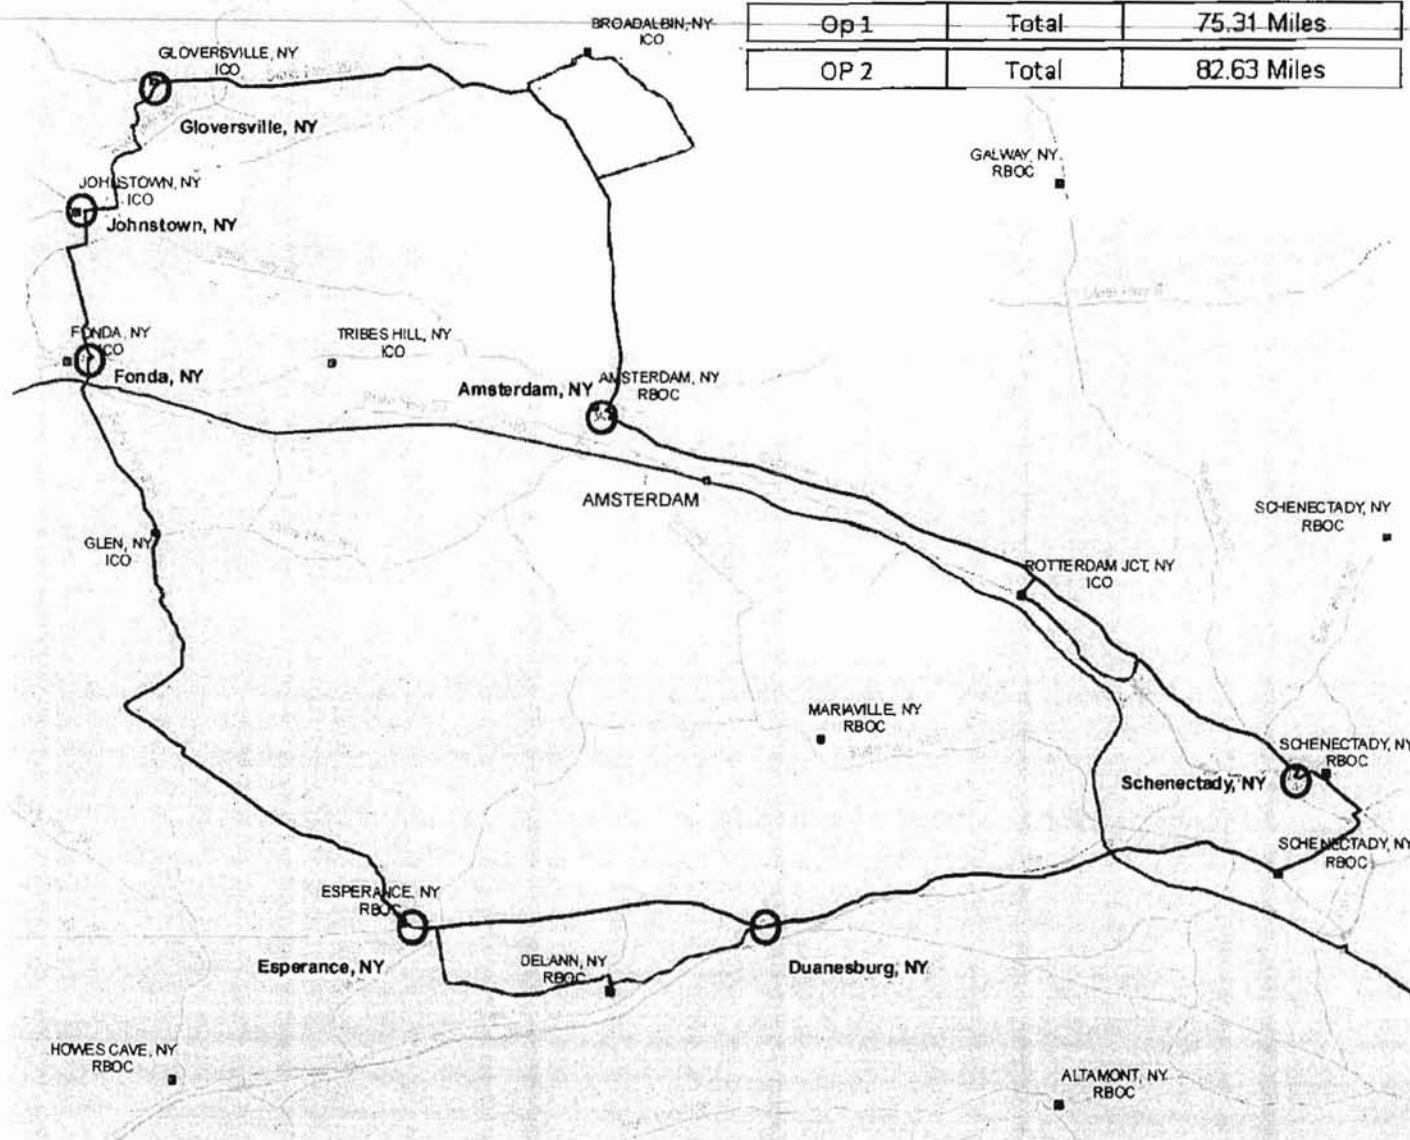 BROADALBIN, NY
ICO
Op 1 Total 75.31 Miles
OP 2 Total 82.63 Miles
GLOVERSVILLE, NY
ICO
Gloversville, NY
GALWAY, NY
RBOC
JOHNSTOWN, NY
ICO
Johnstown, NY
FONDA, NY
ICO
Fonda, NY
TRIBES HILL, NY
ICO
Amsterdam, NY
AMSTERDAM, NY
RBOC
AMSTERDAM
SCHENECTADY, NY
RBOC
GLEN, NY
ICO
ROTTERDAM JCT, NY
ICO
MARIAVILLE, NY
RBOC
SCHENECTADY, NY
RBOC
Schenectady, NY
SCHENECTADY, NY
RBOC
ESPERANCE, NY
RBOC
Esperance, NY
DELANN, NY
RBOC
Duanesburg, NY
HOWES CAVE, NY
RBOC
ALTAMONT, NY
RBOC